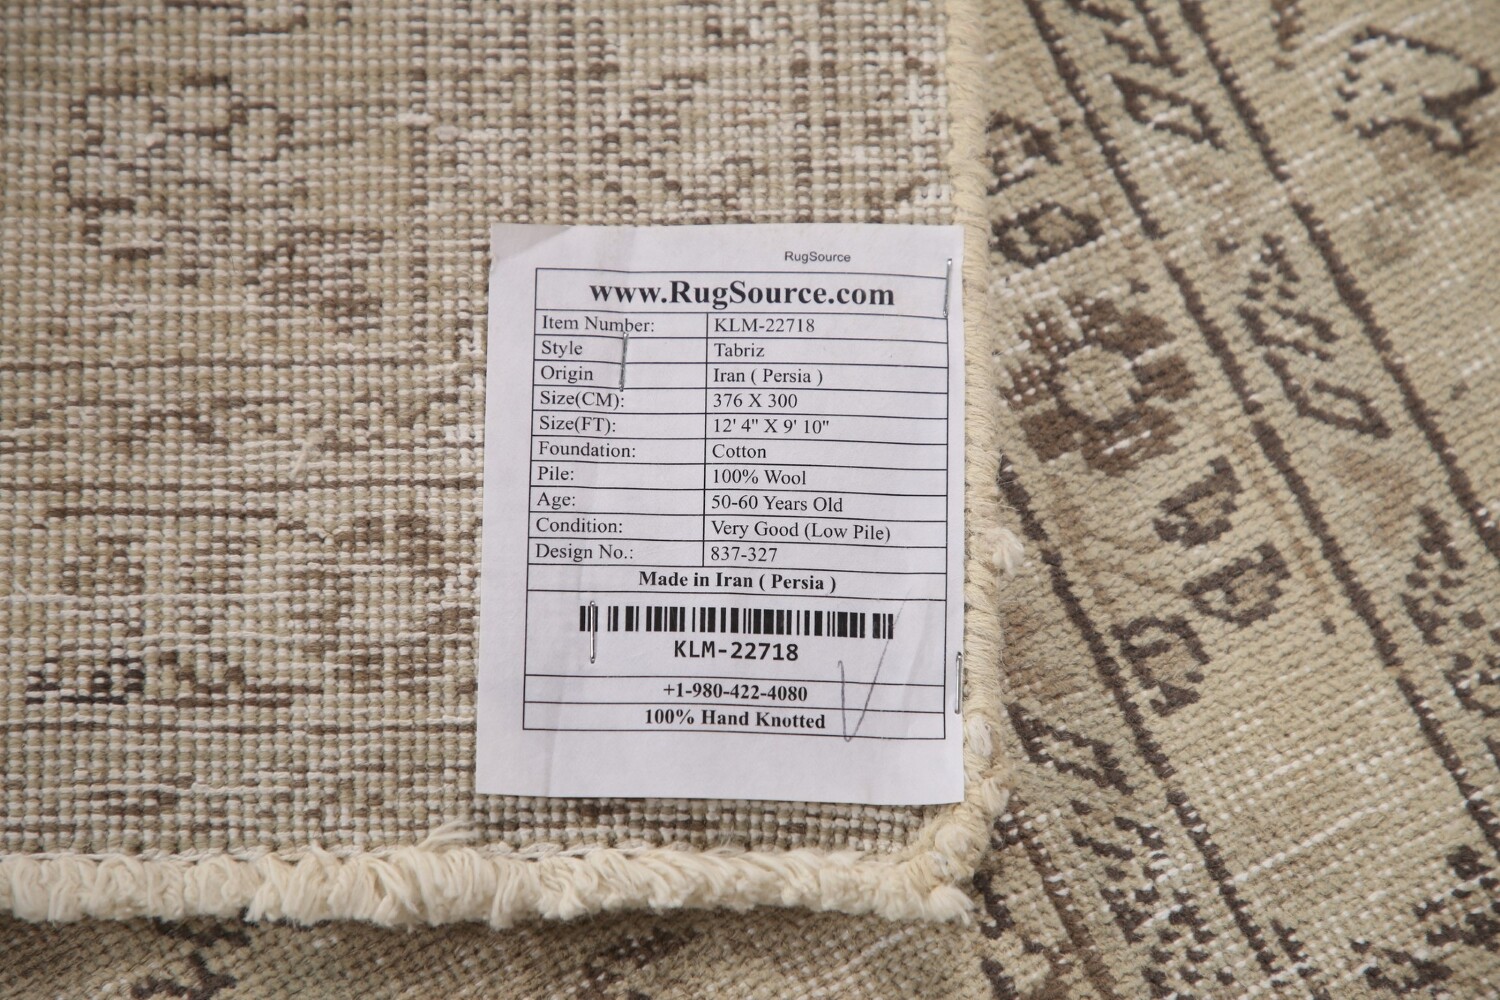 RugSource
www.RugSource.com
Item Number: KLM-22718
Style Tabriz
Origin Iran ( Persia )
Size(CM): 376 X 300
Size(FT): 12' 4" X 9' 10"
Foundation: Cotton
Pile: 100% Wool
Age: 50-60 Years Old
Condition: Very Good (Low Pile)
Design No.: 837-327
Made in Iran ( Persia )
KLM-22718
+1-980-422-4080
100% Hand Knotted